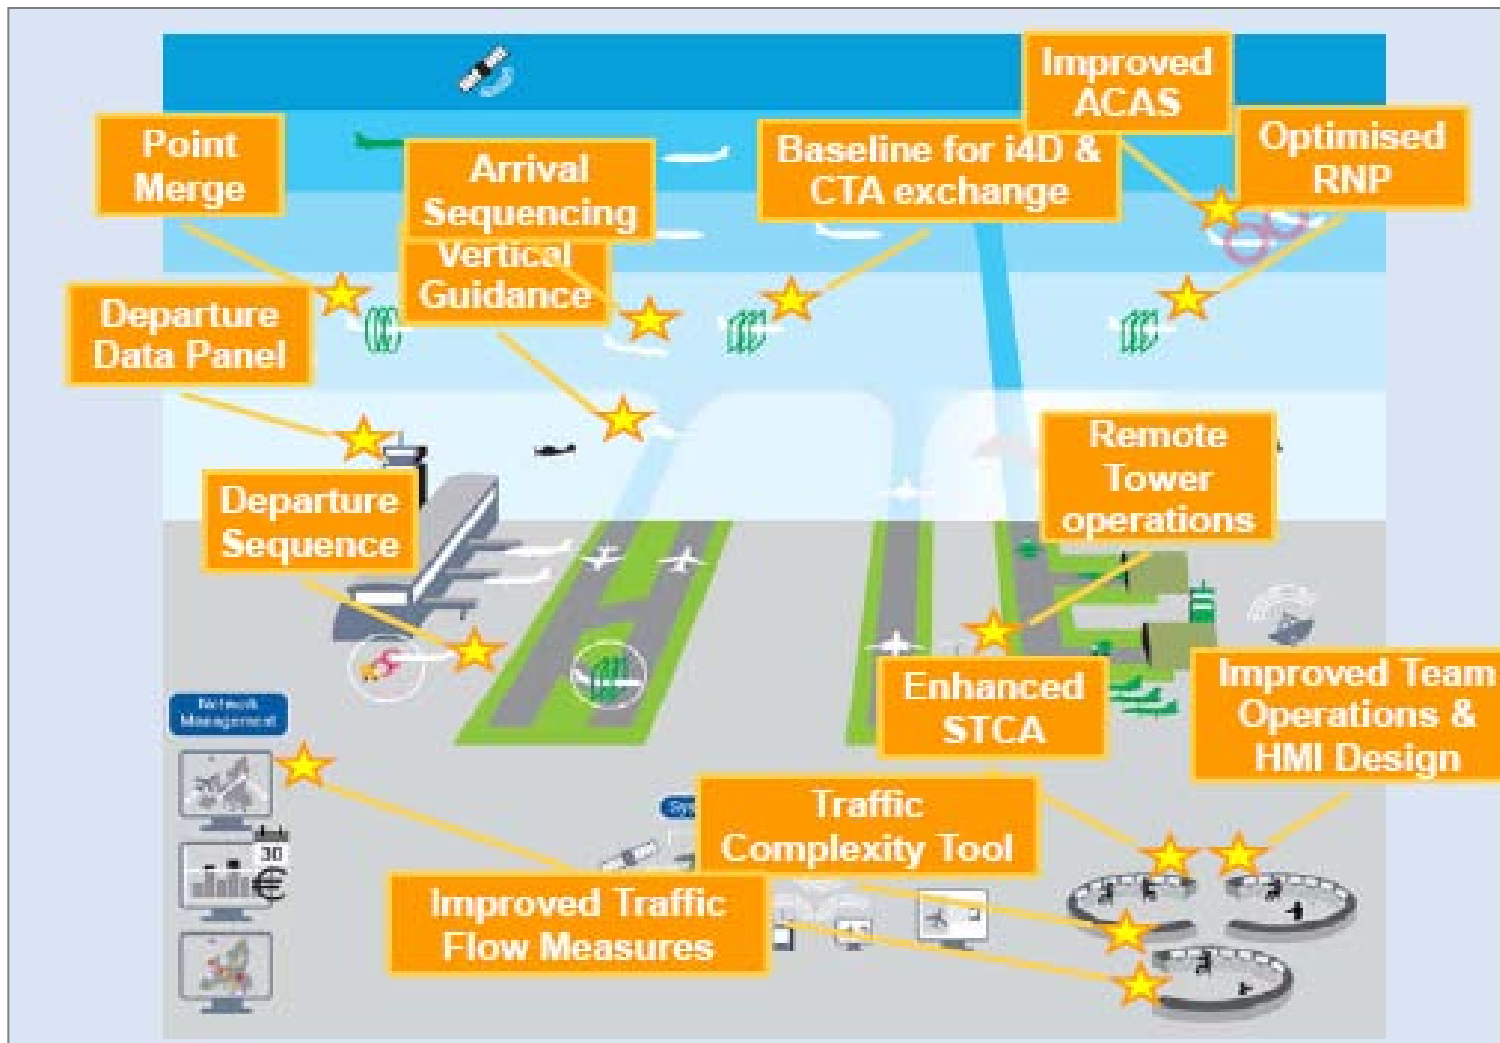 Improved
ACAS
Point
Merge
Arrival
Sequencing
Baseline for i4D &
CTA exchange
Optimised
RNP
Vertical
Guidance
Departure
Data Panel
Remote
Tower
operations
Departure
Sequence
Enhanced
STCA
Improved Team
Operations &
HMI Design
Network
Management
Traffic
Complexity Tool
30
€
Improved Traffic
Flow Measures